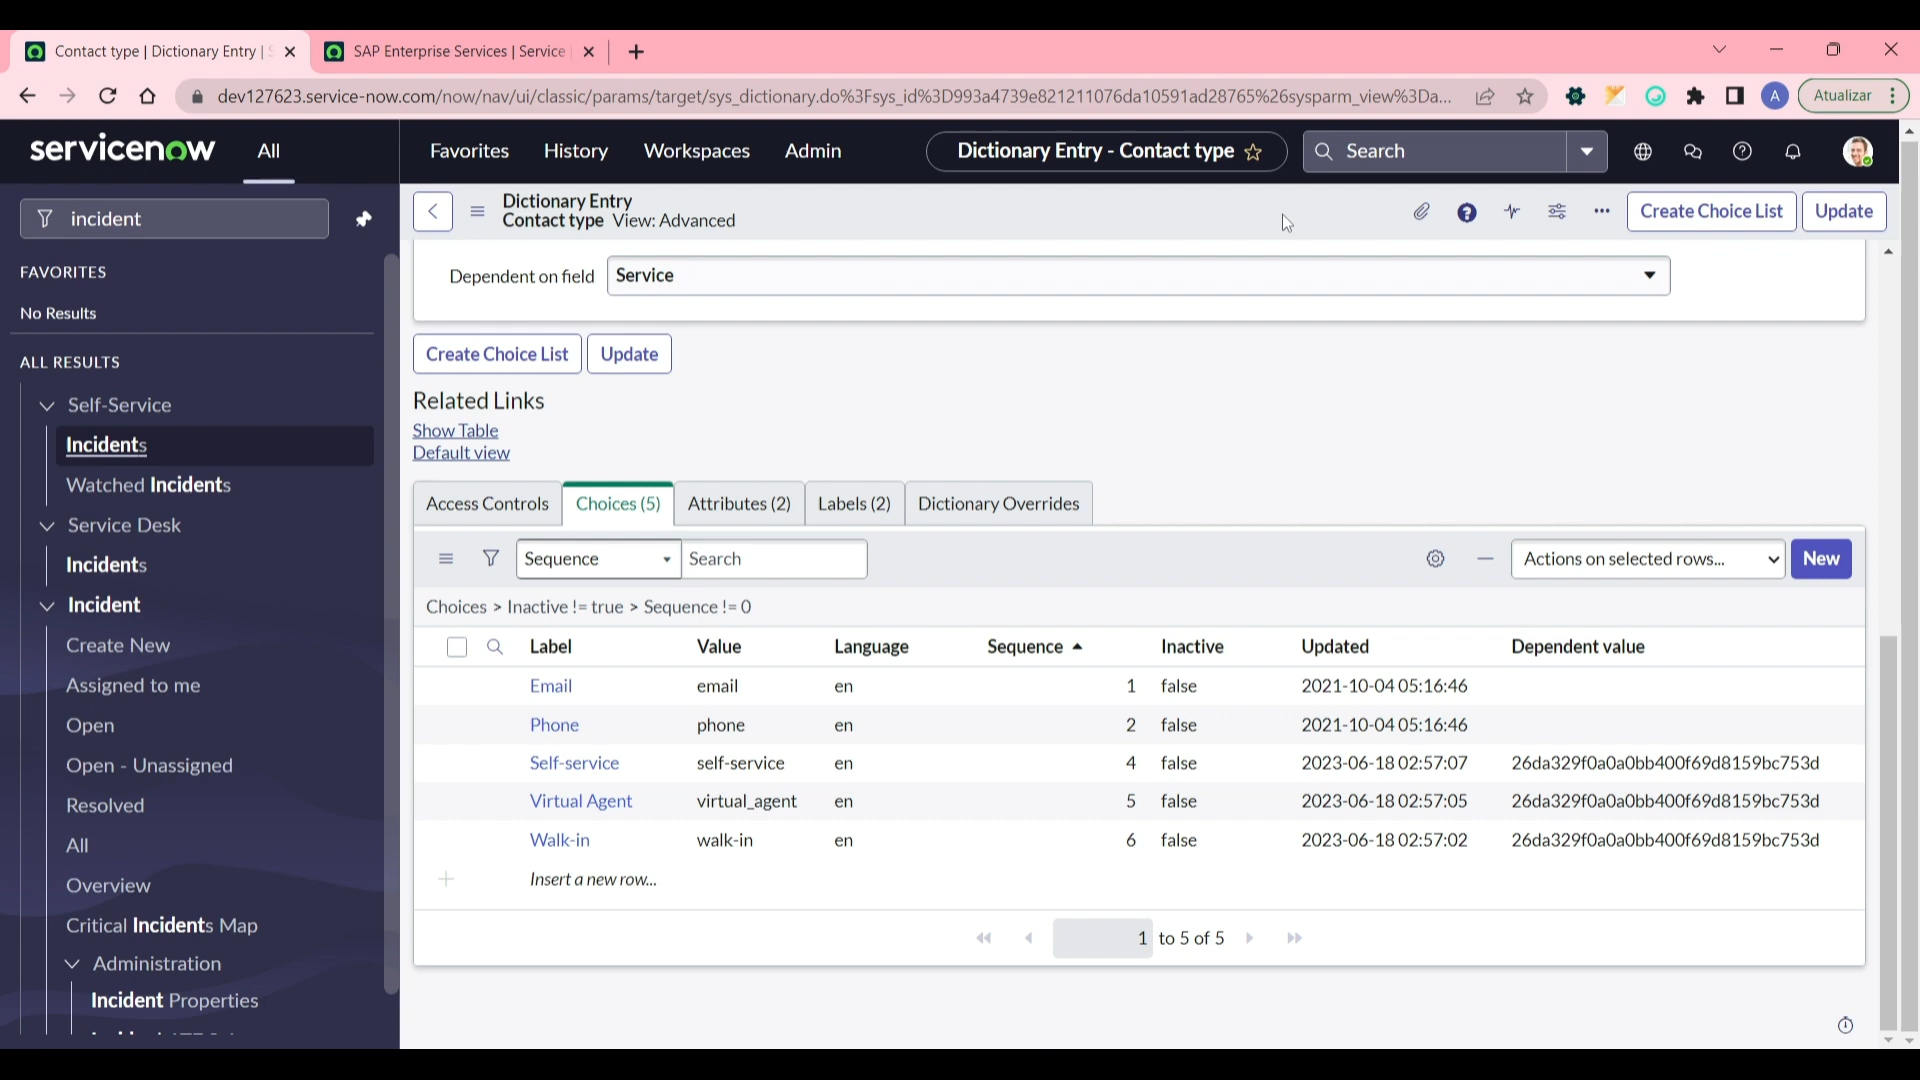 Contact type | Dictionary Entry | S
SAP Enterprise Services | Service
dev127623.service-now.com/now/nav/ui/classic/params/target/sys_dictionary.do%3Fsys_id%3D993a4739e821211076da10591ad28765%26sysparm_view%3Da...
A
Atualizar
servicenow
All
Favorites
History
Workspaces
Admin
Dictionary Entry - Contact type
Search
incident
FAVORITES
No Results
ALL RESULTS
Self-Service
Incidents
Watched Incidents
Service Desk
Incidents
Incident
Create New
Assigned to me
Open
Open - Unassigned
Resolved
All
Overview
Critical Incidents Map
Administration
Incident Properties
Dictionary Entry
Contact type View: Advanced
Create Choice List
Update
Dependent on field
Service
Create Choice List
Update
Related Links
Show Table
Default view
Access Controls
Choices (5)
Attributes (2)
Labels (2)
Dictionary Overrides
Sequence
Search
Actions on selected rows...
New
Choices > Inactive != true > Sequence != 0
Label Value Language Sequence Inactive Updated Dependent value
Email email en 1 false 2021-10-04 05:16:46
Phone phone en 2 false 2021-10-04 05:16:46
Self-service self-service en 4 false 2023-06-18 02:57:07 26da329f0a0a0bb400f69d8159bc753d
Virtual Agent virtual_agent en 5 false 2023-06-18 02:57:05 26da329f0a0a0bb400f69d8159bc753d
Walk-in walk-in en 6 false 2023-06-18 02:57:02 26da329f0a0a0bb400f69d8159bc753d
Insert a new row...
1 to 5 of 5